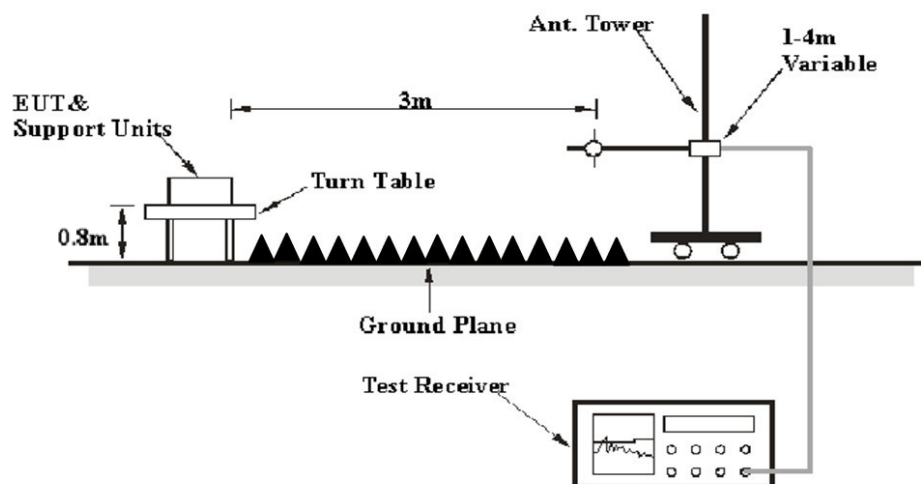 Ant. Tower
1-4m
Variable
EUT &
Support Units
3m
Turn Table
0.8m
Ground Plane
Test Receiver